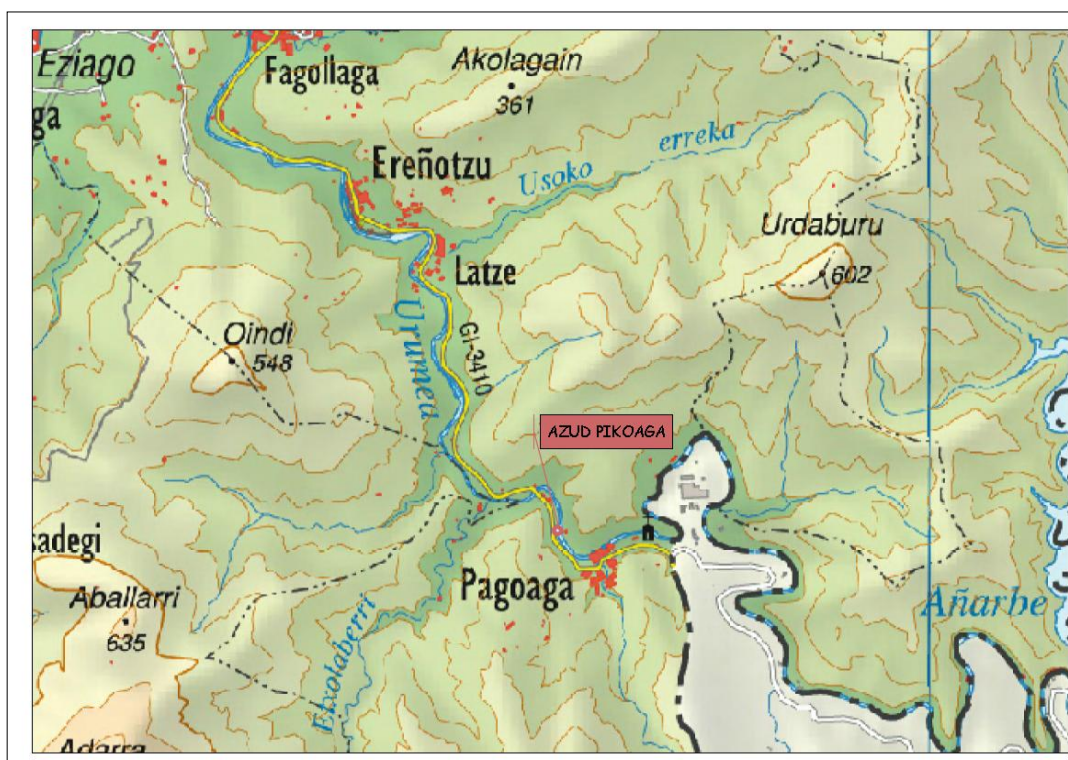 Eziago
Fagollaga
Akolagain
361
ga
Ereñotzu
Usoko erreka
Urdaburu
602
Latze
Oindi
548
Urumea
GI-3410
AZUD PIKOAGA
sadegi
Pagoaga
Aballarri
635
Añarbe
Etxolaberri
Adarra